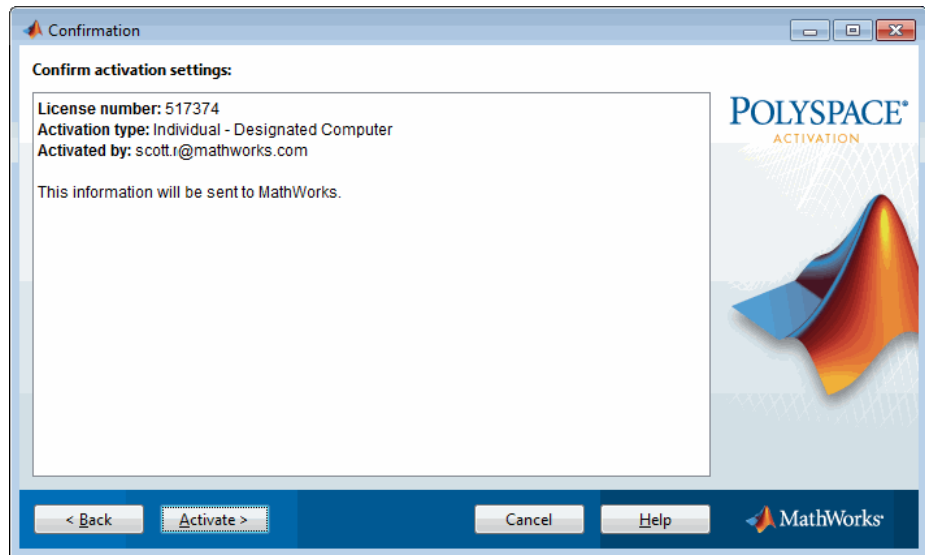 Confirmation
Confirm activation settings:
License number: 517374
Activation type: Individual - Designated Computer
Activated by: scott.r@mathworks.com
This information will be sent to MathWorks.
POLYSPACE®
ACTIVATION
< Back
Activate >
Cancel
Help
MathWorks®